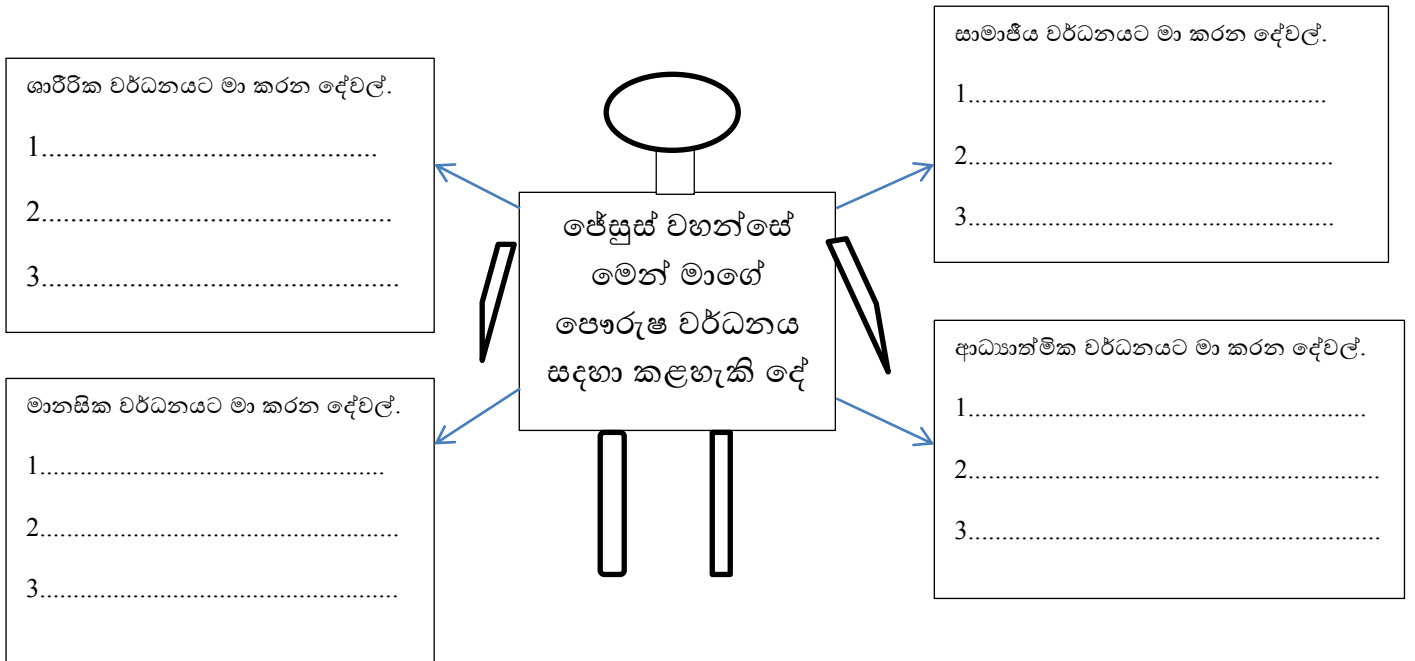 ශාරීරික වර්ධනයට මා කරන දේවල්.
1..............................................
2................................................
3.................................................
මානසික වර්ධනයට මා කරන දේවල්.
1...............................................
2.................................................
3.................................................
ජේසුස් වහන්සේ
මෙන් මාගේ
පෞරුෂ වර්ධනය
සදහා කළහැකි දේ
සාමාජීය වර්ධනයට මා කරන දේවල්.
1.....................................................
2......................................................
3......................................................
ආධ්‍යාත්මික වර්ධනයට මා කරන දේවල්.
1...........................................................
2.............................................................
3.............................................................